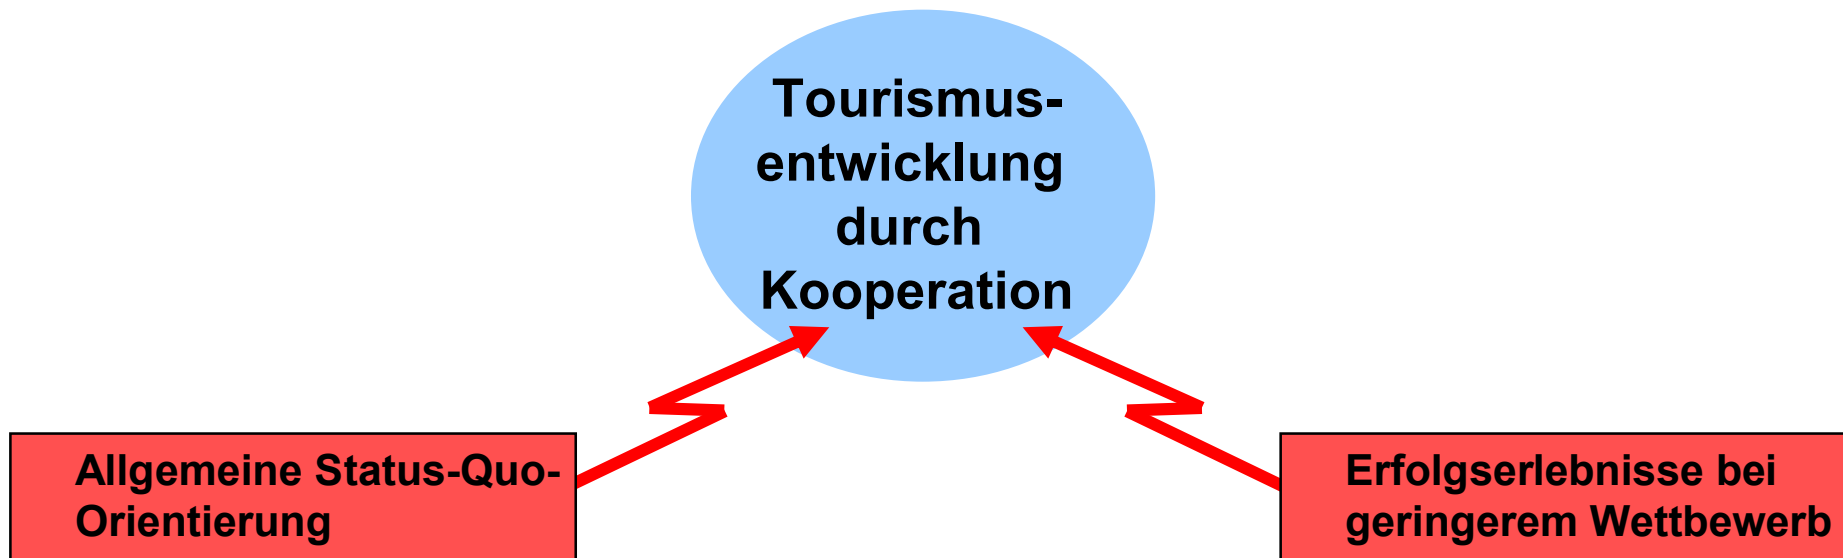 Tourismus-
entwicklung
durch
Kooperation
Allgemeine Status-Quo-
Orientierung
Erfolgserlebnisse bei
geringerem Wettbewerb